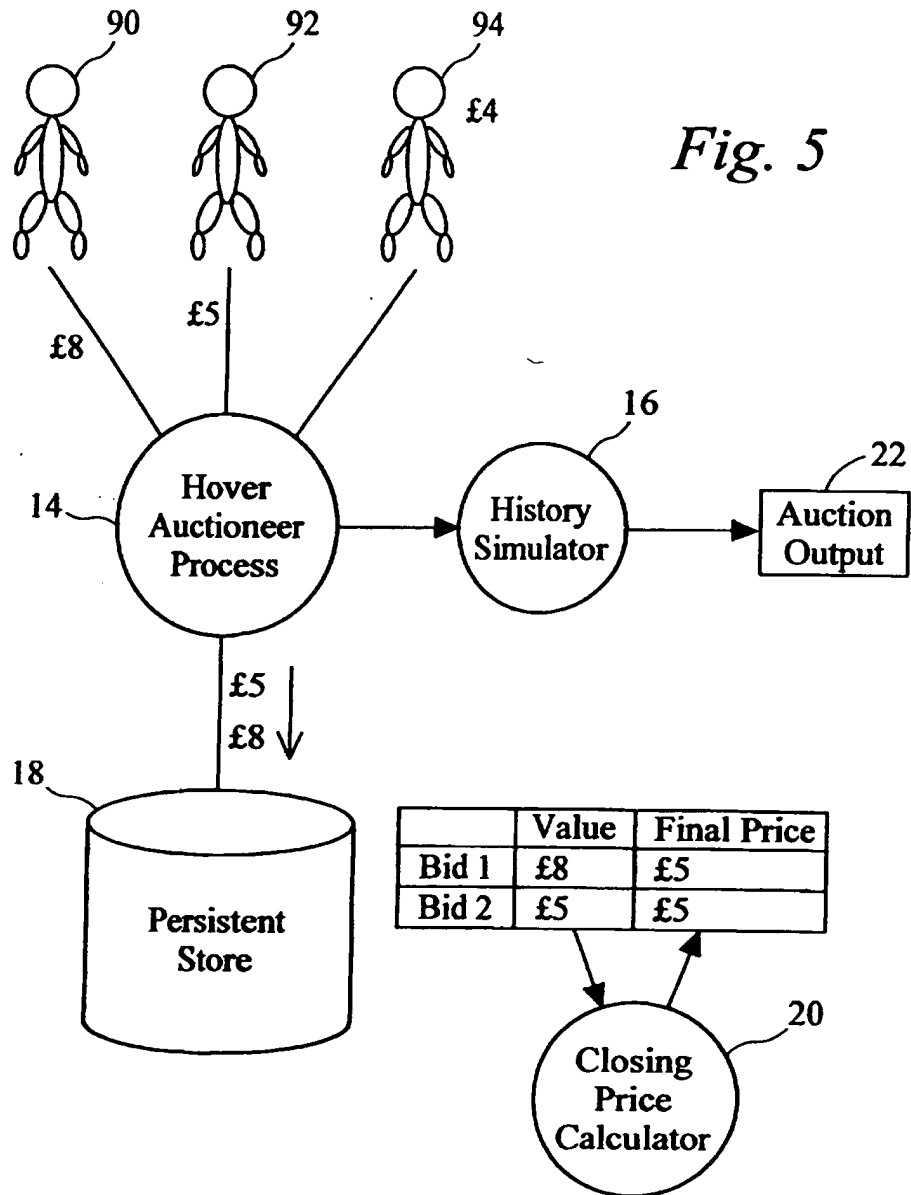 90
92
94
£4
Fig. 5
£5
£8
16
22
14
Hover
Auctioneer
Process
History
Simulator
Auction
Output
£5
£8
18
Persistent
Store
Value Final Price
Bid 1 £8 £5
Bid 2 £5 £5
20
Closing
Price
Calculator